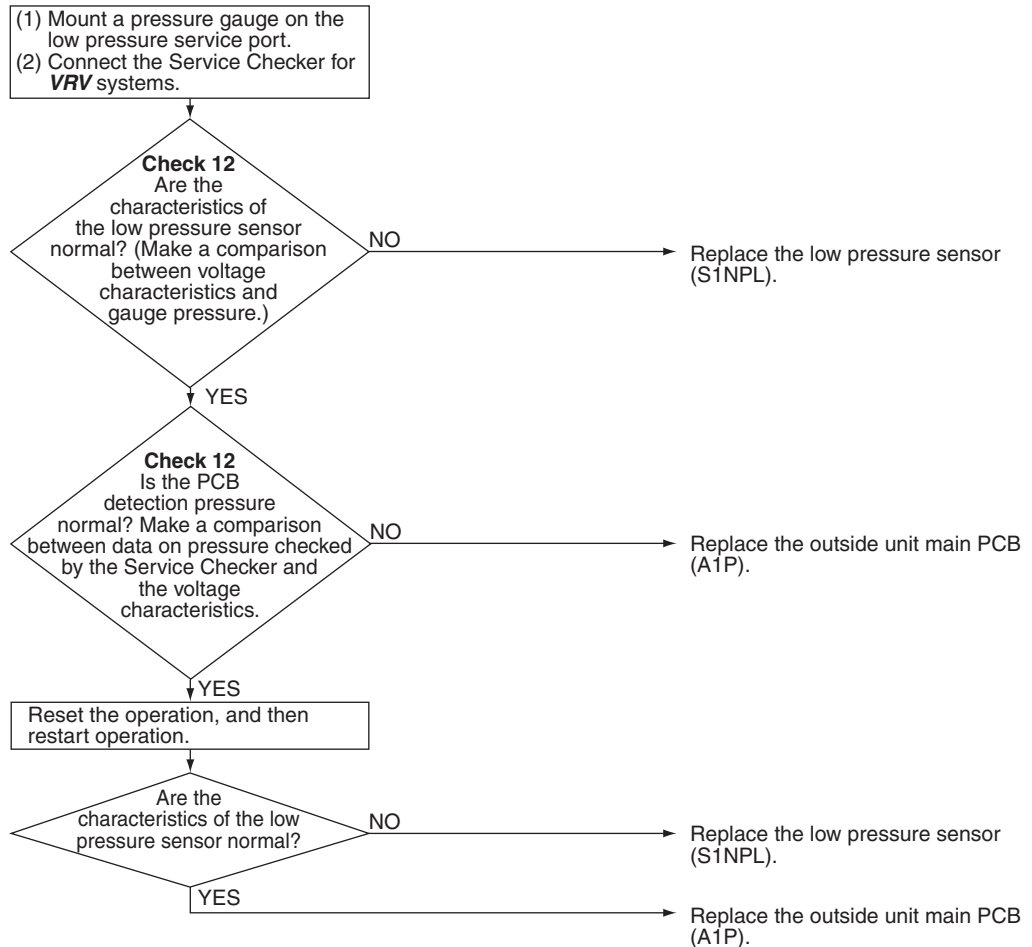 (1) Mount a pressure gauge on the
low pressure service port.
(2) Connect the Service Checker for
VRV systems.
Check 12
Are the
characteristics of
the low pressure sensor
normal? (Make a comparison
between voltage
characteristics and
gauge pressure.)
NO
Replace the low pressure sensor
(S1NPL).
YES
Check 12
Is the PCB
detection pressure
normal? Make a comparison
between data on pressure checked
by the Service Checker and
the voltage
characteristics.
NO
Replace the outside unit main PCB
(A1P).
YES
Reset the operation, and then
restart operation.
Are the
characteristics of the low
pressure sensor normal?
NO
Replace the low pressure sensor
(S1NPL).
YES
Replace the outside unit main PCB
(A1P).